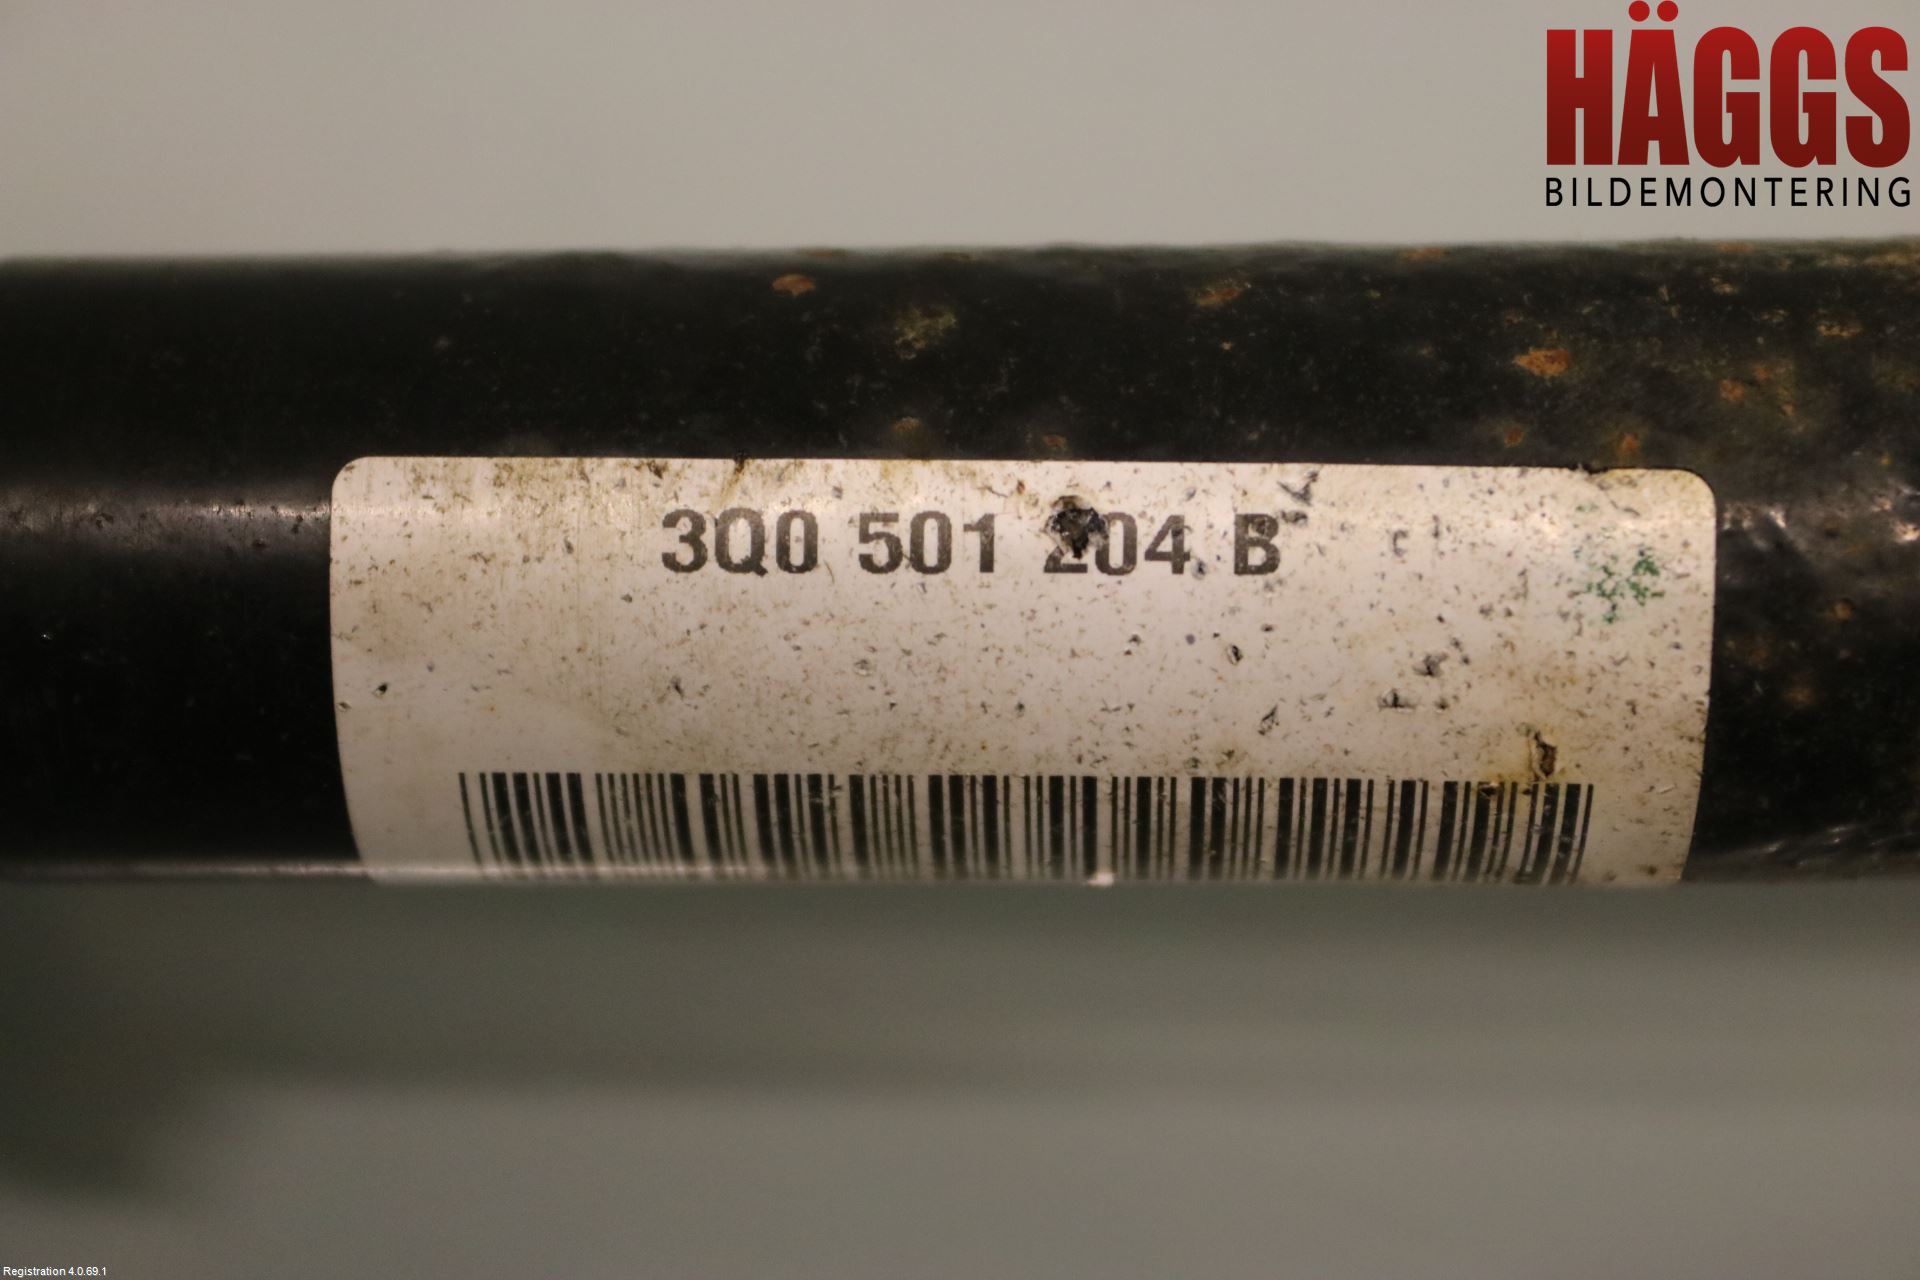 HÄGGS
BILDEMONTERING
3Q0 501 204 B
Registration 4.0.69.1